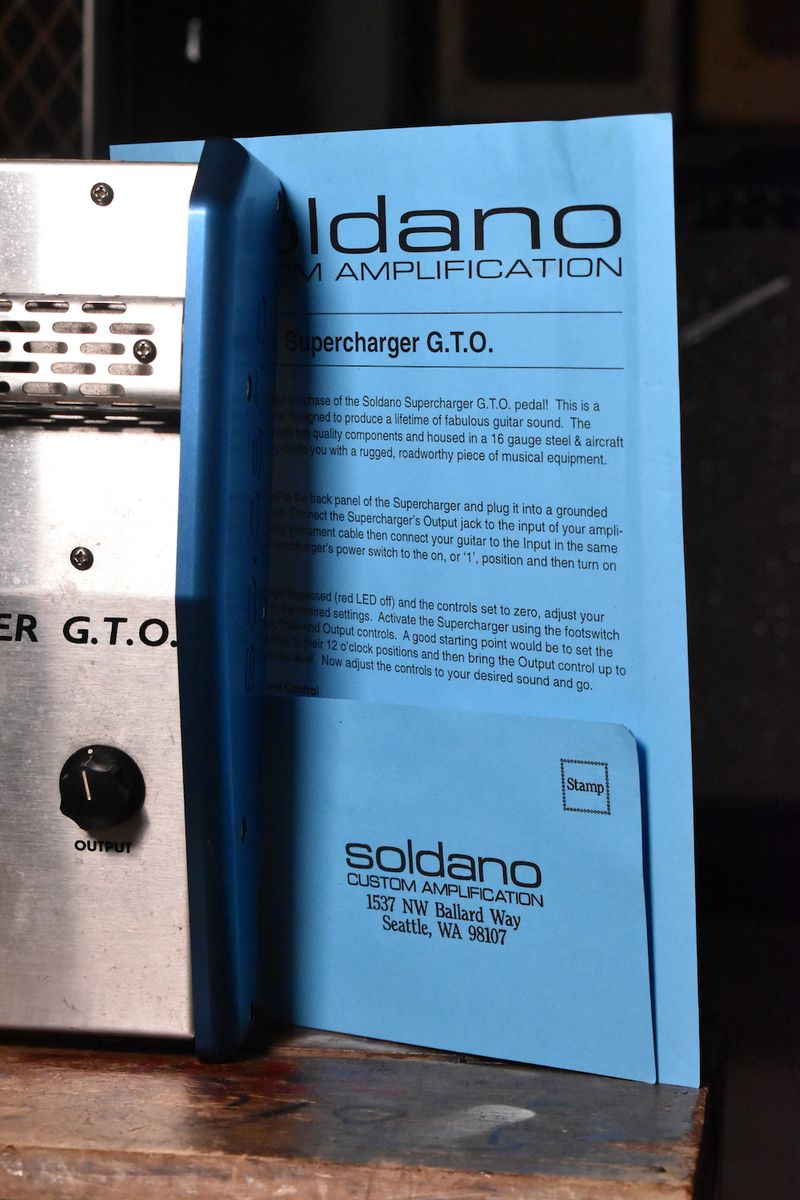 oldano
OM AMPLIFICATION
Supercharger G.T.O.
purchase of the Soldano Supercharger G.T.O. pedal! This is a
designed to produce a lifetime of fabulous guitar sound. The
with top quality components and housed in a 16 gauge steel & aircraft
provide you with a rugged, roadworthy piece of musical equipment.
to the back panel of the Supercharger and plug it into a grounded
Connect the Supercharger's Output jack to the input of your ampli-
instrument cable then connect your guitar to the Input in the same
Supercharger's power switch to the on, or '1', position and then turn on
bypassed (red LED off) and the controls set to zero, adjust your
to the desired settings. Activate the Supercharger using the footswitch
and Output controls. A good starting point would be to set the
to their 12 o'clock positions and then bring the Output control up to
level. Now adjust the controls to your desired sound and go.
Tone Control
ER G.T.O.
OUTPUT
Stamp
soldano
CUSTOM AMPLIFICATION
1537 NW Ballard Way
Seattle, WA 98107